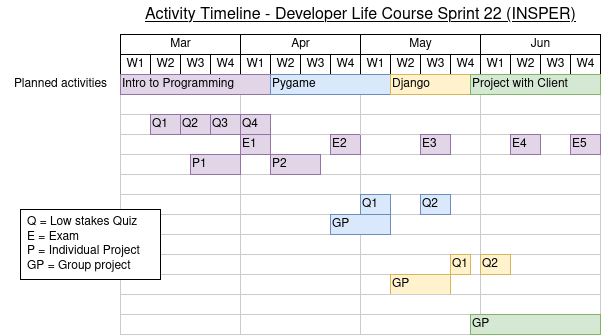 Activity Timeline - Developer Life Course Sprint 22 (INSPER)
Mar Apr May Jun
W1 W2 W3 W4 W1 W2 W3 W4 W1 W2 W3 W4 W1 W2 W3 W4
Planned activities Intro to Programming Pygame Django Project with Client
Q1 Q2 Q3 Q4
E1 E2 E3 E4 E5
P1 P2
Q1 Q2
GP
Q = Low stakes Quiz
E = Exam
P = Individual Project
GP = Group project
Q1 Q2
GP
GP